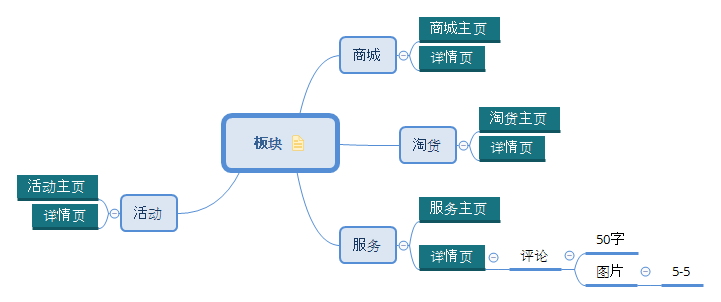 板块
商城
商城主页
详情页
淘货
淘货主页
详情页
服务
服务主页
详情页
评论
50字
图片
5-5
活动
活动主页
详情页